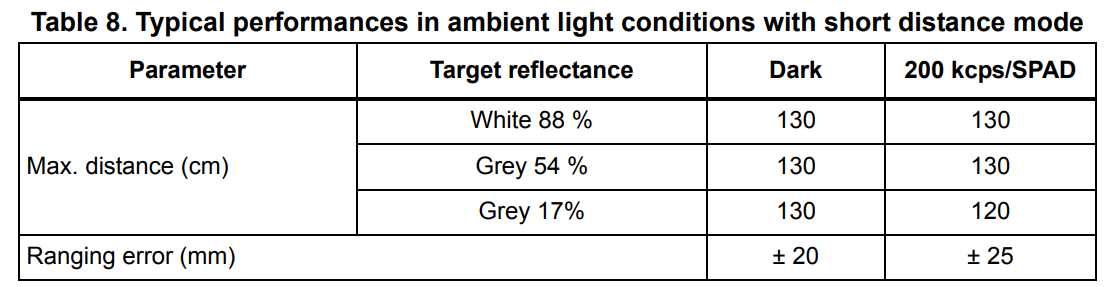 Table 8. Typical performances in ambient light conditions with short distance mode
Parameter Target reflectance Dark 200 kcps/SPAD
White 88 % 130 130
Max. distance (cm) Grey 54 % 130 130
Grey 17% 130 120
Ranging error (mm) ± 20 ± 25